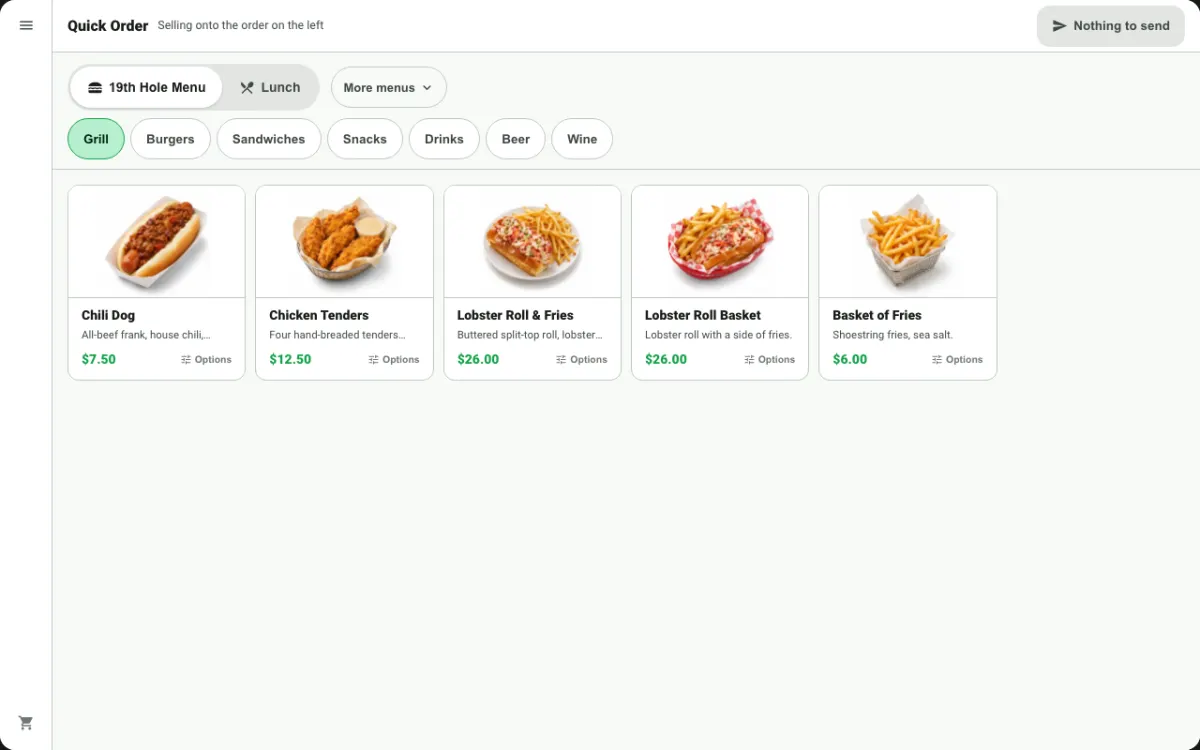 Quick Order Selling onto the order on the left
Nothing to send
19th Hole Menu Lunch More menus
Grill Burgers Sandwiches Snacks Drinks Beer Wine
Chili Dog
All-beef frank, house chili,...
$7.50 Options
Chicken Tenders
Four hand-breaded tenders...
$12.50 Options
Lobster Roll & Fries
Buttered split-top roll, lobster...
$26.00 Options
Lobster Roll Basket
Lobster roll with a side of fries.
$26.00 Options
Basket of Fries
Shoestring fries, sea salt.
$6.00 Options